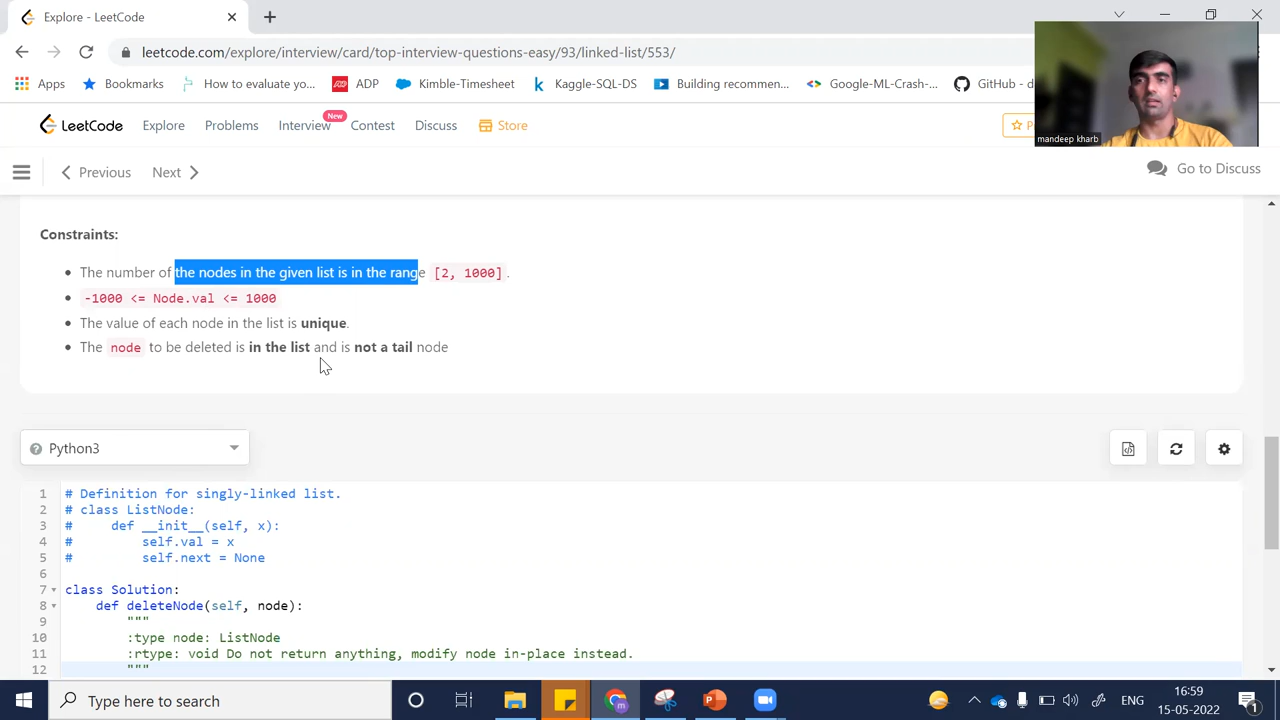 Explore - LeetCode
leetcode.com/explore/interview/card/top-interview-questions-easy/93/linked-list/553/
Apps
Bookmarks
How to evaluate yo...
ADP
Kimble-Timesheet
Kaggle-SQL-DS
Building recommen...
Google-ML-Crash-...
GitHub - d
mandeep kharb
LeetCode
Explore
Problems
Interview
New
Contest
Discuss
Store
P
Previous
Next
Go to Discuss
Constraints:
The number of the nodes in the given list is in the range [2, 1000].
-1000 <= Node.val <= 1000
The value of each node in the list is unique.
The node to be deleted is in the list and is not a tail node
Python3
1 # Definition for singly-linked list.
2 # class ListNode:
3 #     def __init__(self, x):
4 #         self.val = x
5 #         self.next = None
6
7 class Solution:
8     def deleteNode(self, node):
9         """
10         :type node: ListNode
11         :rtype: void Do not return anything, modify node in-place instead.
12         """
Type here to search
ENG
16:59
15-05-2022
1